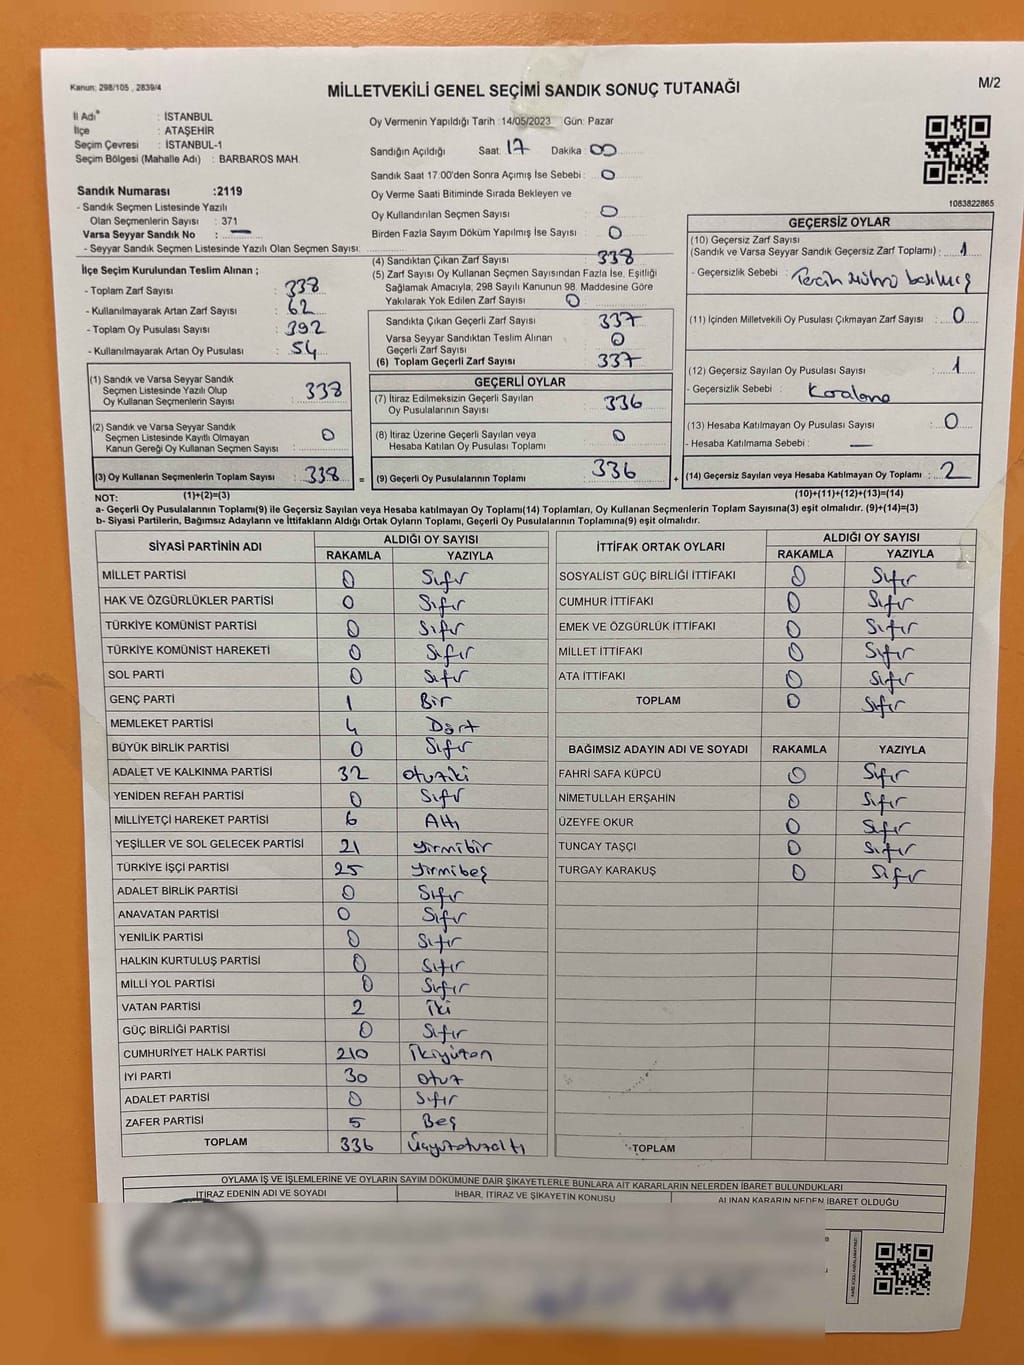 Kanun: 298/105 , 2839/4
MİLLETVEKİLİ GENEL SEÇİMİ SANDIK SONUÇ TUTANAĞI
M/2
İl Adı : İSTANBUL
İlçe : ATAŞEHİR
Seçim Çevresi : İSTANBUL-1
Seçim Bölgesi (Mahalle Adı) : BARBAROS MAH.
Sandık Numarası :2119
- Sandık Seçmen Listesinde Yazılı
Olan Seçmenlerin Sayısı : 371
Varsa Seyyar Sandık No : —
- Seyyar Sandık Seçmen Listesinde Yazılı Olan Seçmen Sayısı:
Oy Vermenin Yapıldığı Tarih : 14/05/2023 Gün: Pazar
Sandığın Açıldığı Saat: 17 Dakika : 00
Sandık Saat 17:00'den Sonra Açımış İse Sebebi : 0
Oy Verme Saati Bitiminde Sırada Bekleyen ve
Oy Kullandırılan Seçmen Sayısı : 0
Birden Fazla Sayım Döküm Yapılmış İse Sayısı : 0
1083822865
İlçe Seçim Kurulundan Teslim Alınan ;
- Toplam Zarf Sayısı : 338
- Kullanılmayarak Artan Zarf Sayısı : 62
- Toplam Oy Pusulası Sayısı : 392
- Kullanılmayarak Artan Oy Pusulası : 54
(1) Sandık ve Varsa Seyyar Sandık
Seçmen Listesinde Yazılı Olup
Oy Kullanan Seçmenlerin Sayısı : 338
(2) Sandık ve Varsa Seyyar Sandık
Seçmen Listesinde Kayıtlı Olmayan
Kanun Gereği Oy Kullanan Seçmen Sayısı : 0
(3) Oy Kullanan Seçmenlerin Toplam Sayısı : 338
(4) Sandıktan Çıkan Zarf Sayısı : 338
(5) Zarf Sayısı Oy Kullanan Seçmen Sayısından Fazla İse, Eşitliği
Sağlamak Amacıyla, 298 Sayılı Kanunun 98. Maddesine Göre
Yakılarak Yok Edilen Zarf Sayısı : 0
Sandıkta Çıkan Geçerli Zarf Sayısı : 337
Varsa Seyyar Sandıktan Teslim Alınan
Geçerli Zarf Sayısı : 0
(6) Toplam Geçerli Zarf Sayısı : 337
GEÇERLİ OYLAR
(7) İtiraz Edilmeksizin Geçerli Sayılan
Oy Pusulalarının Sayısı : 336
(8) İtiraz Üzerine Geçerli Sayılan veya
Hesaba Katılan Oy Pusulası Toplamı : 0
= (9) Geçerli Oy Pusulalarının Toplamı : 336 +
GEÇERSİZ OYLAR
(10) Geçersiz Zarf Sayısı
(Sandık ve Varsa Seyyar Sandık Geçersiz Zarf Toplamı) : 1
- Geçersizlik Sebebi : Tercih mührü basılmış
(11) İçinden Milletvekili Oy Pusulası Çıkmayan Zarf Sayısı : 0
(12) Geçersiz Sayılan Oy Pusulası Sayısı : 1
- Geçersizlik Sebebi : Karalama
(13) Hesaba Katılmayan Oy Pusulası Sayısı : 0
- Hesaba Katılmama Sebebi : —
(14) Geçersiz Sayılan veya Hesaba Katılmayan Oy Toplamı : 2
NOT: (1)+(2)=(3) (10)+(11)+(12)+(13)=(14)
a- Geçerli Oy Pusulalarının Toplamı(9) ile Geçersiz Sayılan veya Hesaba katılmayan Oy Toplamı(14) Toplamları, Oy Kullanan Seçmenlerin Toplam Sayısına(3) eşit olmalıdır. (9)+(14)=(3)
b- Siyasi Partilerin, Bağımsız Adayların ve İttifakların Aldığı Ortak Oyların Toplamı, Geçerli Oy Pusulalarının Toplamına(9) eşit olmalıdır.
SİYASİ PARTİNİN ADI ALDIĞI OY SAYISI
RAKAMLA YAZIYLA
MİLLET PARTİSİ 0 Sıfır
HAK VE ÖZGÜRLÜKLER PARTİSİ 0 Sıfır
TÜRKİYE KOMÜNİST PARTİSİ 0 Sıfır
TÜRKİYE KOMÜNİST HAREKETİ 0 Sıfır
SOL PARTİ 0 Sıfır
GENÇ PARTİ 1 Bir
MEMLEKET PARTİSİ 4 Dört
BÜYÜK BİRLİK PARTİSİ 0 Sıfır
ADALET VE KALKINMA PARTİSİ 32 otuziki
YENİDEN REFAH PARTİSİ 0 Sıfır
MİLLİYETÇİ HAREKET PARTİSİ 6 Altı
YEŞİLLER VE SOL GELECEK PARTİSİ 21 yirmibir
TÜRKİYE İŞÇİ PARTİSİ 25 yirmibeş
ADALET BİRLİK PARTİSİ 0 Sıfır
ANAVATAN PARTİSİ 0 Sıfır
YENİLİK PARTİSİ 0 Sıfır
HALKIN KURTULUŞ PARTİSİ 0 Sıfır
MİLLİ YOL PARTİSİ 0 Sıfır
VATAN PARTİSİ 2 İki
GÜÇ BİRLİĞİ PARTİSİ 0 Sıfır
CUMHURİYET HALK PARTİSİ 210 İkiyüzon
İYİ PARTİ 30 otuz
ADALET PARTİSİ 0 Sıfır
ZAFER PARTİSİ 5 Beş
TOPLAM 336 Üçyüzotuzaltı
İTTİFAK ORTAK OYLARI ALDIĞI OY SAYISI
RAKAMLA YAZIYLA
SOSYALİST GÜÇ BİRLİĞİ İTTİFAKI 0 Sıfır
CUMHUR İTTİFAKI 0 Sıfır
EMEK VE ÖZGÜRLÜK İTTİFAKI 0 Sıfır
MİLLET İTTİFAKI 0 Sıfır
ATA İTTİFAKI 0 Sıfır
TOPLAM 0 Sıfır
BAĞIMSIZ ADAYIN ADI VE SOYADI RAKAMLA YAZIYLA
FAHRİ SAFA KÜPCÜ 0 Sıfır
NİMETULLAH ERŞAHİN 0 Sıfır
ÜZEYFE OKUR 0 Sıfır
TUNCAY TAŞÇI 0 Sıfır
TURGAY KARAKUŞ 0 Sıfır
TOPLAM
OYLAMA İŞ VE İŞLEMLERİNE VE OYLARIN SAYIM DÖKÜMÜNE DAİR ŞİKAYETLERLE BUNLARA AİT KARARLARIN NELERDEN İBARET BULUNDUKLARI
İTİRAZ EDENİN ADI VE SOYADI İHBAR, İTİRAZ VE ŞİKAYETİN KONUSU ALINAN KARARIN NEDEN İBARET OLDUĞU